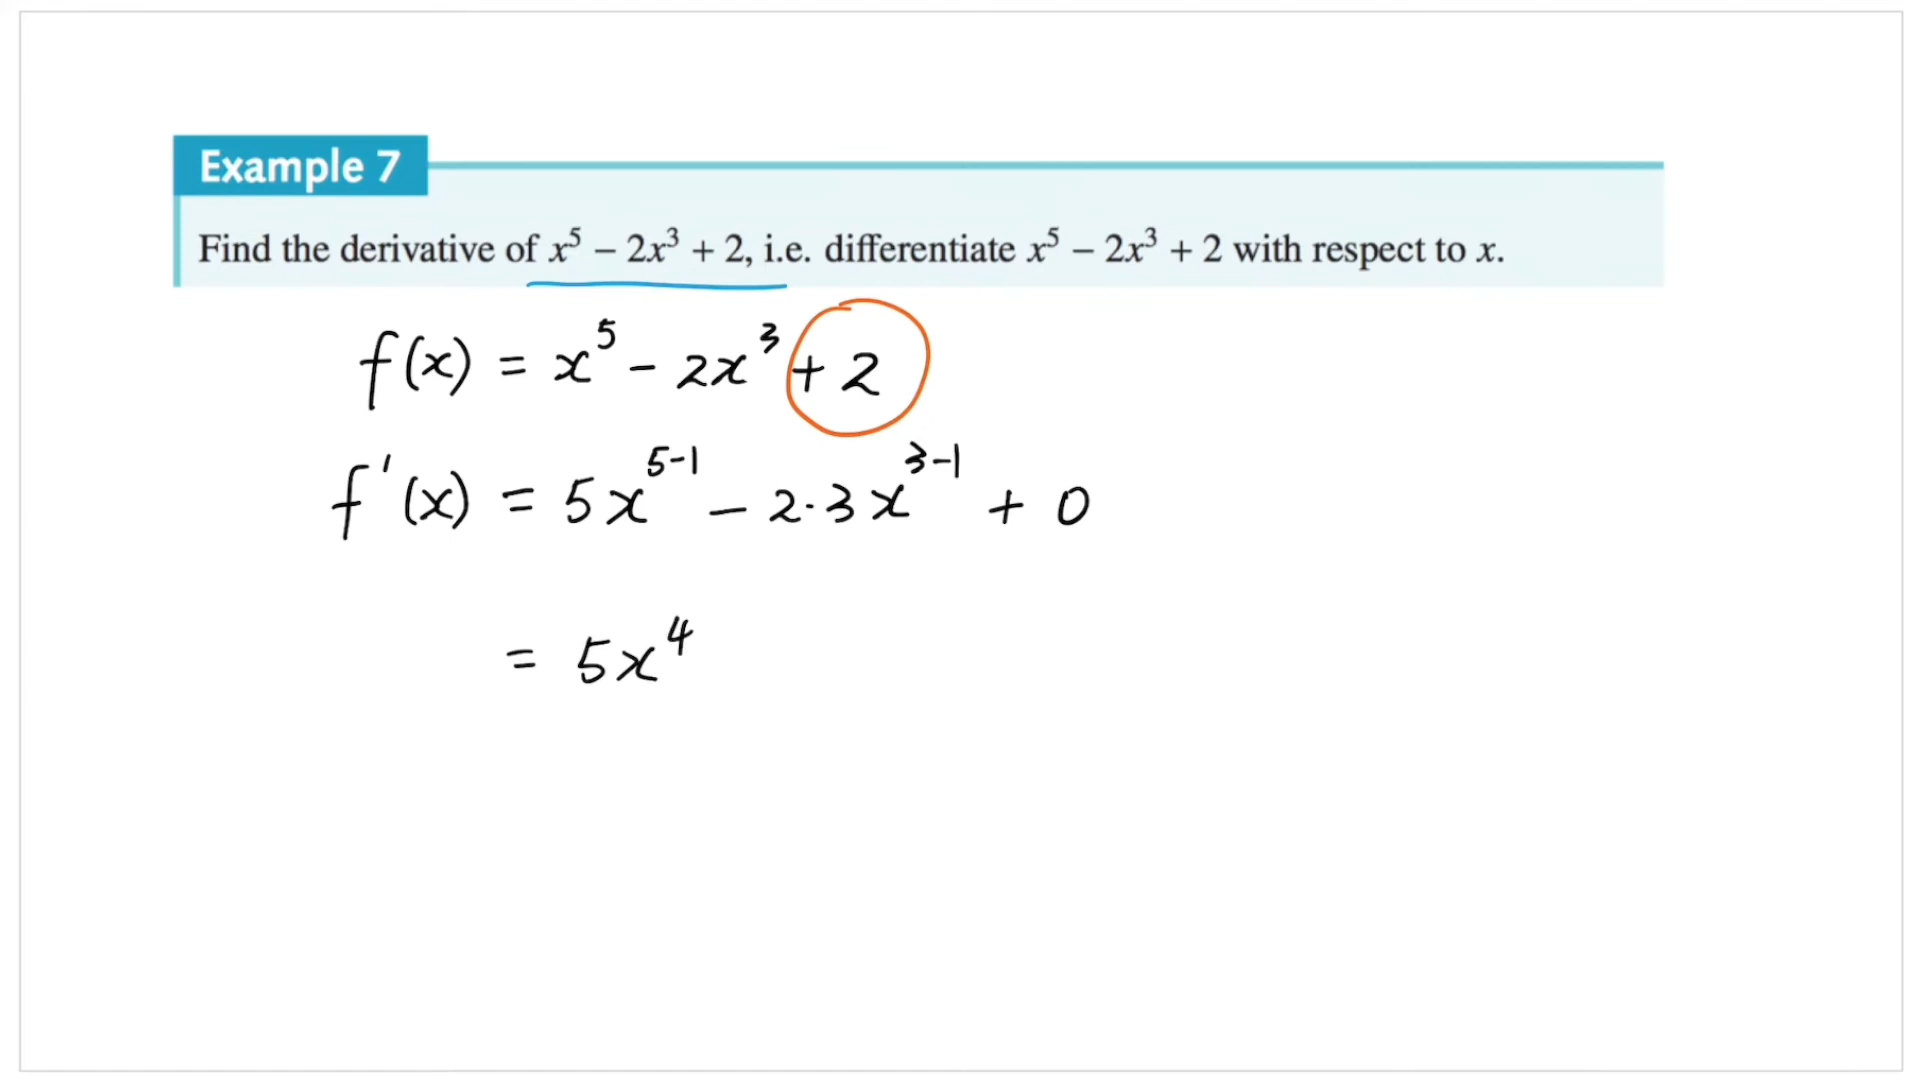 Example 7
Find the derivative of x⁵ − 2x³ + 2, i.e. differentiate x⁵ − 2x³ + 2 with respect to x.
f(x) = x⁵ − 2x³ + 2
f'(x) = 5x⁵⁻¹ − 2·3x³⁻¹ + 0
= 5x⁴